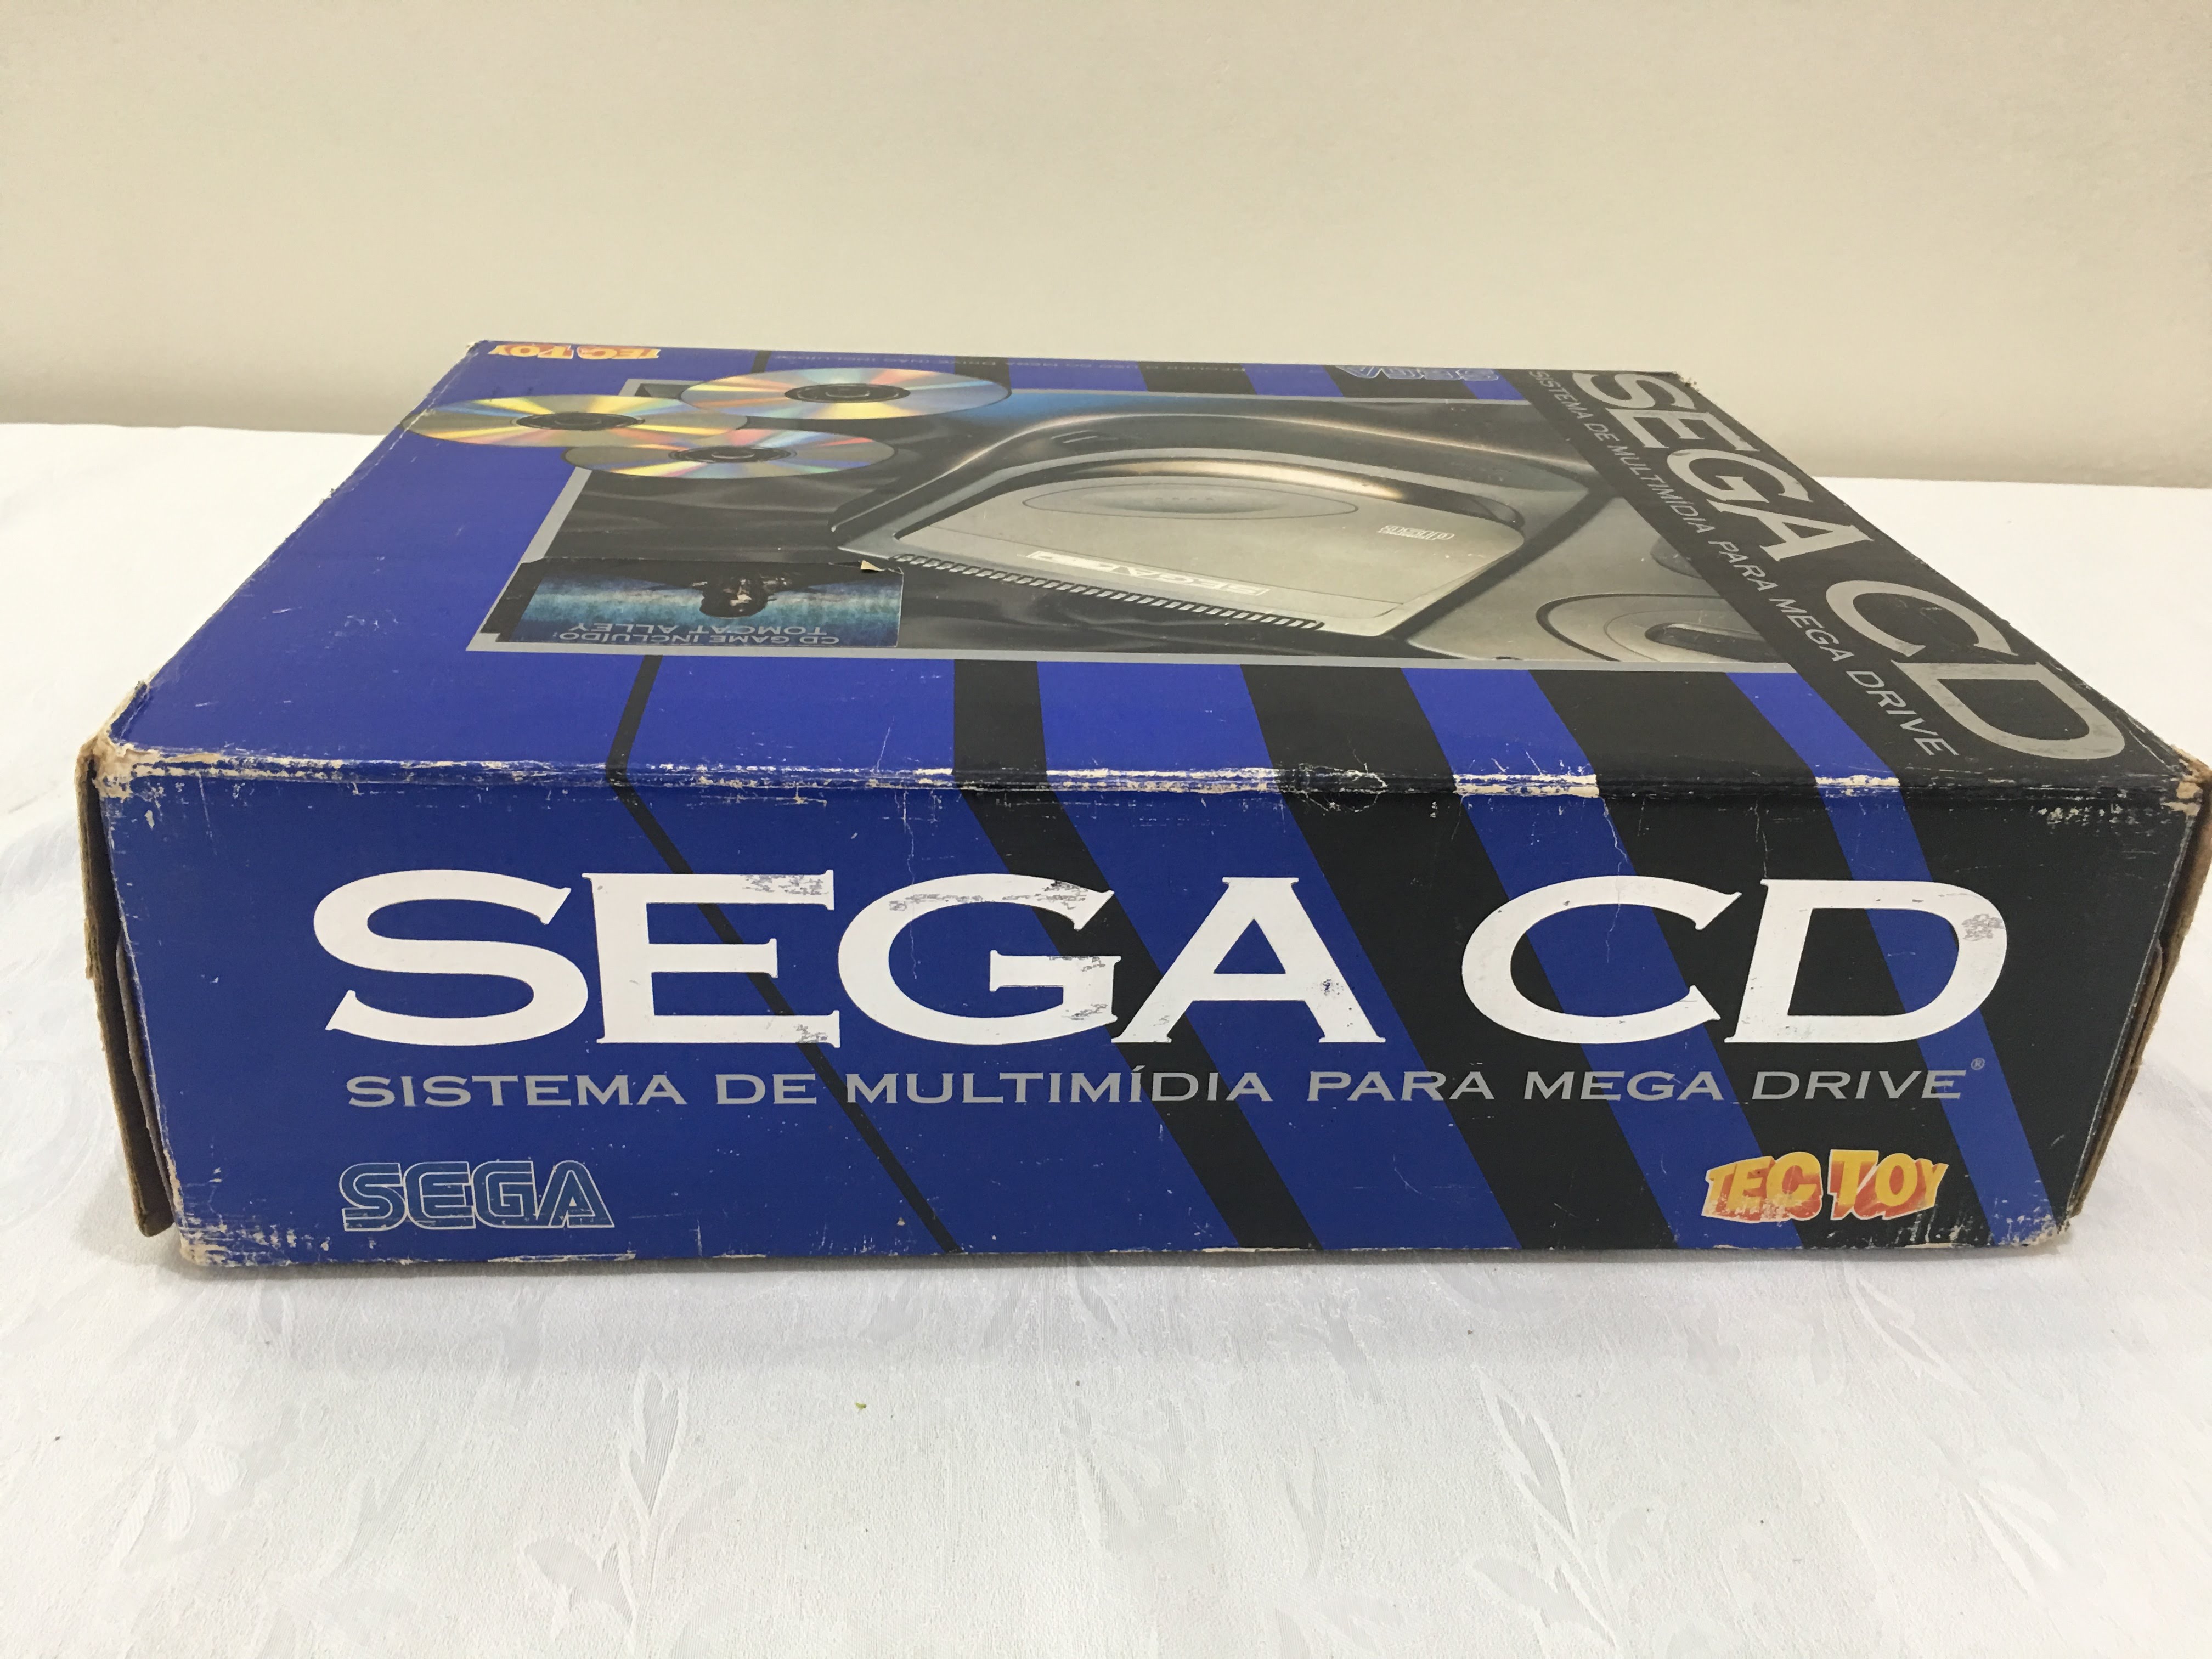 TEC TOY
SEGA
SEGA CD
SISTEMA DE MULTIMÍDIA PARA MEGA DRIVE
SEGA
CD GAME INCLUÍDO:
TOMCAT ALLEY
SEGA CD
SISTEMA DE MULTIMÍDIA PARA MEGA DRIVE®
SEGA
TEC TOY